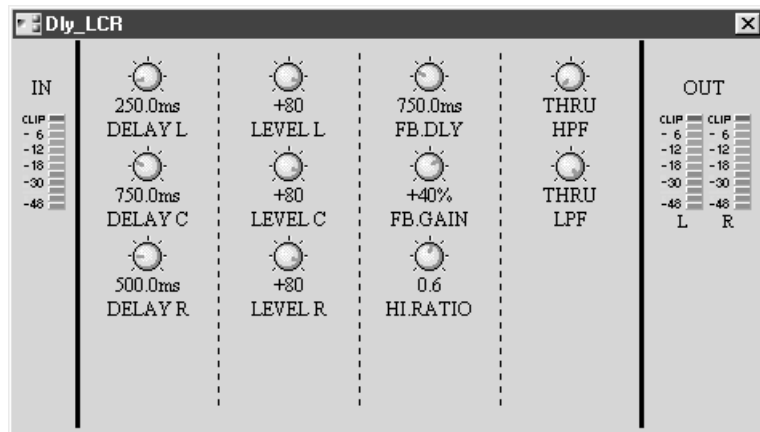 Dly_LCR
IN
CLIP
- 6
-12
-18
-30
-48
250.0ms
DELAY L
750.0ms
DELAY C
500.0ms
DELAY R
+80
LEVEL L
+80
LEVEL C
+80
LEVEL R
750.0ms
FB.DLY
+40%
FB.GAIN
0.6
HI.RATIO
THRU
HPF
THRU
LPF
OUT
CLIP CLIP
- 6 - 6
-12 -12
-18 -18
-30 -30
-48 -48
L R